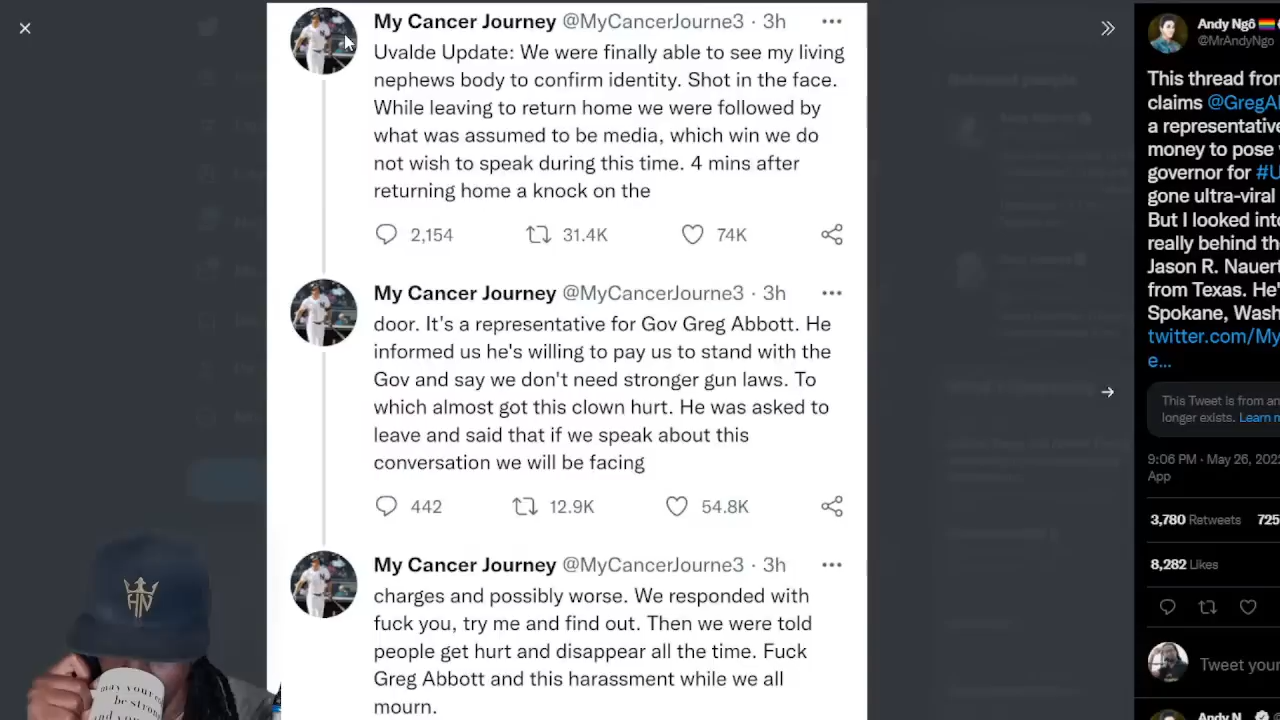 My Cancer Journey @MyCancerJourne3 · 3h
Uvalde Update: We were finally able to see my living
nephews body to confirm identity. Shot in the face.
While leaving to return home we were followed by
what was assumed to be media, which win we do
not wish to speak during this time. 4 mins after
returning home a knock on the
2,154 31.4K 74K
My Cancer Journey @MyCancerJourne3 · 3h
door. It's a representative for Gov Greg Abbott. He
informed us he's willing to pay us to stand with the
Gov and say we don't need stronger gun laws. To
which almost got this clown hurt. He was asked to
leave and said that if we speak about this
conversation we will be facing
442 12.9K 54.8K
My Cancer Journey @MyCancerJourne3 · 3h
charges and possibly worse. We responded with
fuck you, try me and find out. Then we were told
people get hurt and disappear all the time. Fuck
Greg Abbott and this harassment while we all
mourn.
Andy Ngô
@MrAndyNgo
This thread from
claims @GregAb
a representative
money to pose
governor for #U
gone ultra-viral
But I looked into
really behind the
Jason R. Nauert
from Texas. He's
Spokane, Wash
twitter.com/My
e...
This Tweet is from an
longer exists. Learn m
9:06 PM · May 26, 202
App
3,780 Retweets 725
8,282 Likes
Tweet your
Andy N
HN
be stron